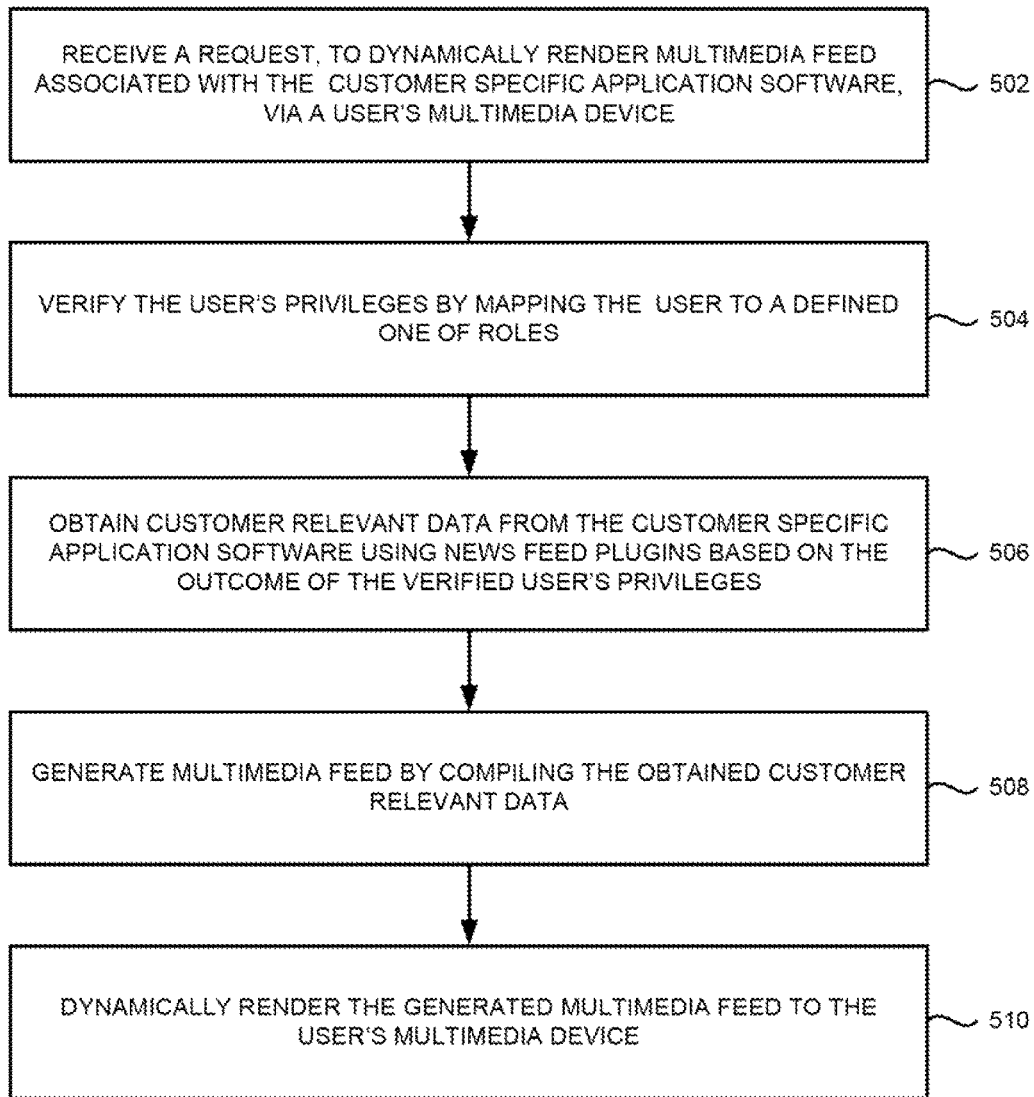 RECEIVE A REQUEST, TO DYNAMICALLY RENDER MULTIMEDIA FEED
ASSOCIATED WITH THE CUSTOMER SPECIFIC APPLICATION SOFTWARE,
VIA A USER'S MULTIMEDIA DEVICE
502
VERIFY THE USER'S PRIVILEGES BY MAPPING THE USER TO A DEFINED
ONE OF ROLES
504
OBTAIN CUSTOMER RELEVANT DATA FROM THE CUSTOMER SPECIFIC
APPLICATION SOFTWARE USING NEWS FEED PLUGINS BASED ON THE
OUTCOME OF THE VERIFIED USER'S PRIVILEGES
506
GENERATE MULTIMEDIA FEED BY COMPILING THE OBTAINED CUSTOMER
RELEVANT DATA
508
DYNAMICALLY RENDER THE GENERATED MULTIMEDIA FEED TO THE
USER'S MULTIMEDIA DEVICE
510